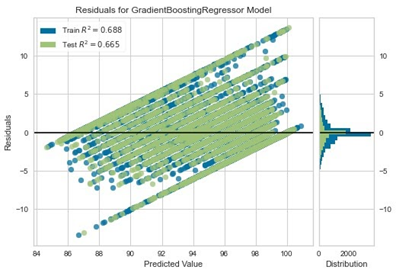 Residuals for GradientBoostingRegressor Model
Train R² = 0.688
Test R² = 0.665
10
5
0
−5
−10
Residuals
84 86 88 90 92 94 96 98 100
Predicted Value
10
5
0
−5
−10
0 2000
Distribution